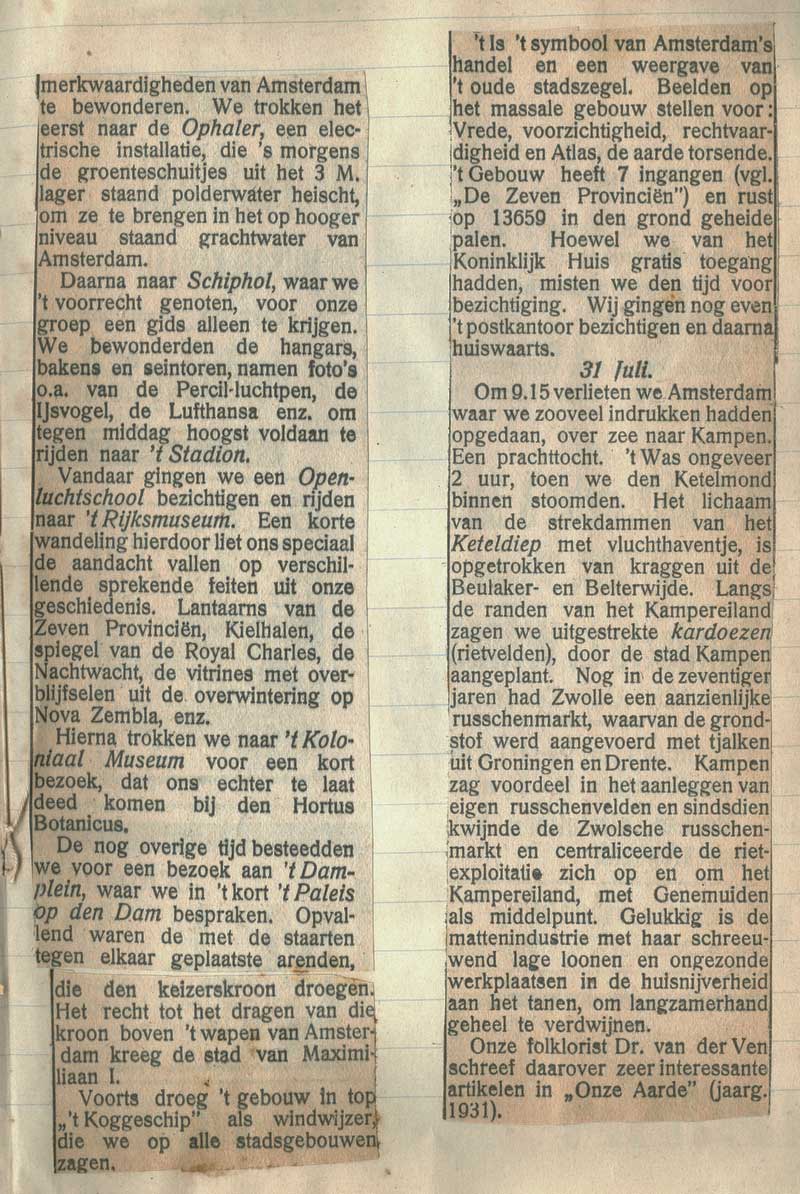 merkwaardigheden van Amsterdam
te bewonderen. We trokken het
eerst naar de Ophaler, een elec-
trische installatie, die 's morgens
de groenteschuitjes uit het 3 M.
lager staand polderwater heischt,
om ze te brengen in het op hooger
niveau staand grachtwater van
Amsterdam.
Daarna naar Schiphol, waar we
't voorrecht genoten, voor onze
groep een gids alleen te krijgen.
We bewonderden de hangars,
bakens en seintoren, namen foto's
o.a. van de Percil-luchtpen, de
IJsvogel, de Lufthansa enz. om
tegen middag hoogst voldaan te
rijden naar 't Stadion.
Vandaar gingen we een Open-
luchtschool bezichtigen en rijden
naar 't Rijksmuseum. Een korte
wandeling hierdoor liet ons speciaal
de aandacht vallen op verschil-
lende sprekende feiten uit onze
geschiedenis. Lantaarns van de
Zeven Provinciën, Kielhalen, de
spiegel van de Royal Charles, de
Nachtwacht, de vitrines met over-
blijfselen uit de overwintering op
Nova Zembla, enz.
Hierna trokken we naar 't Kolo-
niaal Museum voor een kort
bezoek, dat ons echter te laat
deed komen bij den Hortus
Botanicus.
De nog overige tijd besteedden
we voor een bezoek aan 't Dam-
plein, waar we in 't kort 't Paleis
op den Dam bespraken. Opval-
lend waren de met de staarten
tegen elkaar geplaatste arenden,
die den keizerskroon droegen.
Het recht tot het dragen van die
kroon boven 't wapen van Amster-
dam kreeg de stad van Maximi-
liaan I.
Voorts droeg 't gebouw in top
„'t Koggeschip" als windwijzer,
die we op alle stadsgebouwen
zagen.
't Is 't symbool van Amsterdam's
handel en een weergave van
't oude stadszegel. Beelden op
het massale gebouw stellen voor:
Vrede, voorzichtigheid, rechtvaar-
digheid en Atlas, de aarde torsende.
't Gebouw heeft 7 ingangen (vgl.
„De Zeven Provinciën") en rust
op 13659 in den grond geheide
palen. Hoewel we van het
Koninklijk Huis gratis toegang
hadden, misten we den tijd voor
bezichtiging. Wij gingen nog even
't postkantoor bezichtigen en daarna
huiswaarts.
31 Juli.
Om 9.15 verlieten we Amsterdam
waar we zooveel indrukken hadden
opgedaan, over zee naar Kampen.
Een prachttocht. 't Was ongeveer
2 uur, toen we den Ketelmond
binnen stoomden. Het lichaam
van de strekdammen van het
Keteldiep met vluchthaventje, is
opgetrokken van kraggen uit de
Beulaker- en Belterwijde. Langs
de randen van het Kampereiland
zagen we uitgestrekte kardoezen
(rietvelden), door de stad Kampen
aangeplant. Nog in de zeventiger
jaren had Zwolle een aanzienlijke
russchenmarkt, waarvan de grond-
stof werd aangevoerd met tjalken
uit Groningen en Drente. Kampen
zag voordeel in het aanleggen van
eigen russchenvelden en sindsdien
kwijnde de Zwolsche russchen-
markt en centraliceerde de riet-
exploitatie zich op en om het
Kampereiland, met Genemuiden
als middelpunt. Gelukkig is de
mattenindustrie met haar schreeu-
wend lage loonen en ongezonde
werkplaatsen in de huisnijverheid
aan het tanen, om langzamerhand
geheel te verdwijnen.
Onze folklorist Dr. van der Ven
schreef daarover zeer interessante
artikelen in „Onze Aarde" (jaarg.
1931).